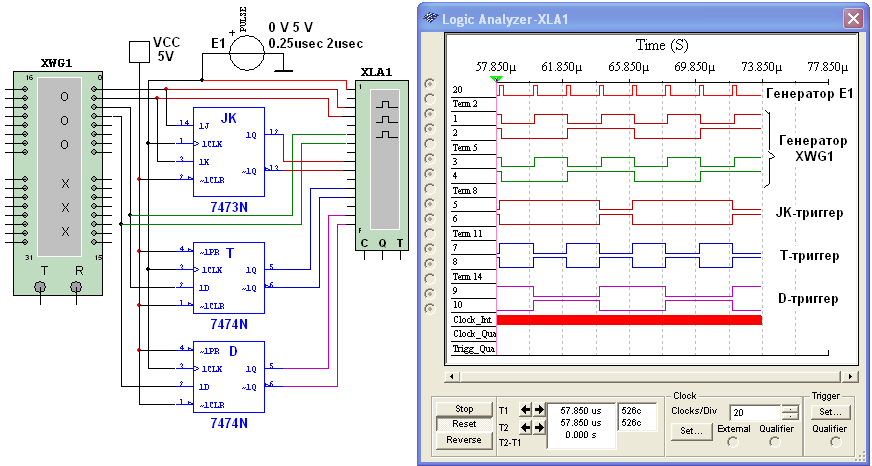 XWG1
16
0
O
O
O
X
X
X
31
15
T
R
VCC
5V
E1
PULSE
0 V 5 V
0.25usec 2usec
XLA1
1
F
C Q T
JK
14
1J
1Q
12
1
1CLK
3
1K
~1Q
13
2
~1CLR
7473N
T
4
~1PR
3
1CLK
1Q
5
2
1D
~1Q
6
1
~1CLR
7474N
D
4
~1PR
3
1CLK
1Q
5
2
1D
~1Q
6
1
~1CLR
7474N
Logic Analyzer-XLA1
Time (S)
57.850µ 61.850µ 65.850µ 69.850µ 73.850µ 77.850µ
20
Генератор E1
Term 2
1
2
Генератор
XWG1
Term 5
3
4
Term 8
5
JK-триггер
6
Term 11
7
T-триггер
8
Term 14
9
D-триггер
10
Clock_Int
Clock_Qua
Trigg_Qua
Stop
Reset
Reverse
T1
T2
T2-T1
57.850 us
57.850 us
0.000 s
526c
526c
Clock
Clocks/Div
20
Set...
External
Qualifier
Trigger
Set...
Qualifier